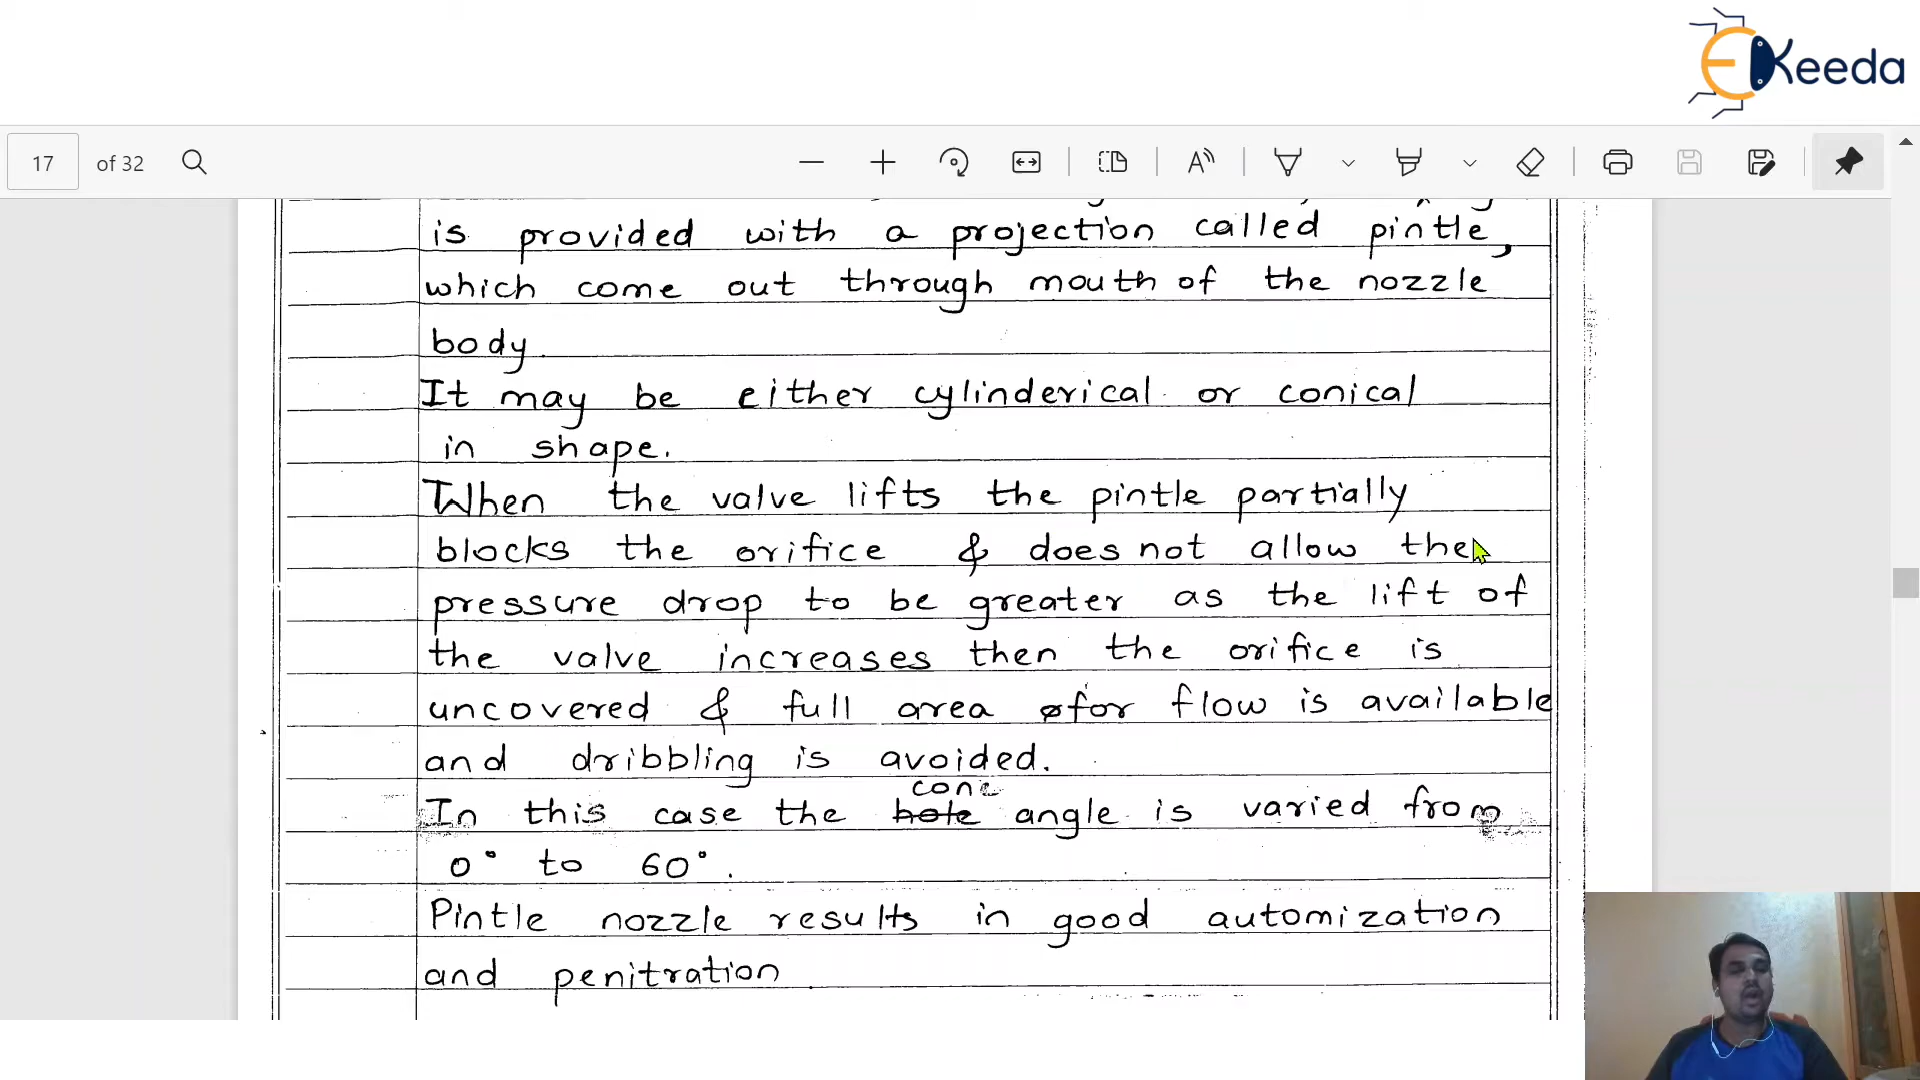 EKeeda
17 of 32
is provided with a projection called pintle,
which come out through mouth of the nozzle
body.
It may be either cylinderical or conical
in shape.
When the valve lifts the pintle partially
blocks the orifice & does not allow the
pressure drop to be greater as the lift of
the valve increases then the orifice is
uncovered & full area for flow is available
and dribbling is avoided.
cone
In this case the hole angle is varied from
0° to 60°.
Pintle nozzle results in good automization
and penitration